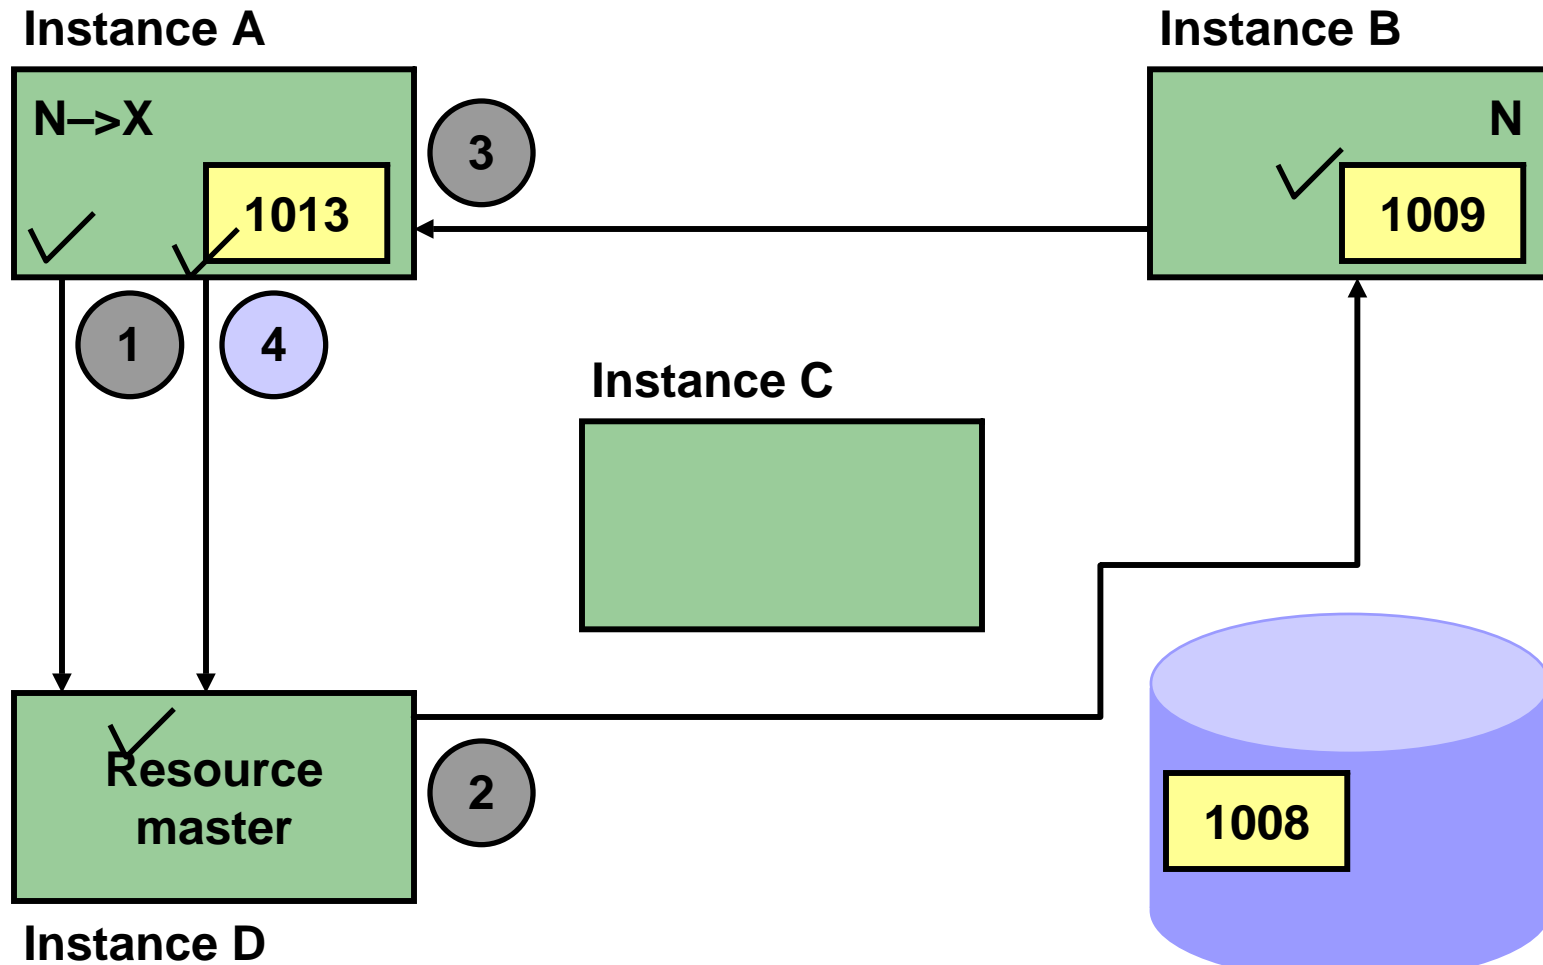 Instance A
Instance B
N–>X
N
3
1013
1009
1
4
Instance C
Resource
master
2
1008
Instance D